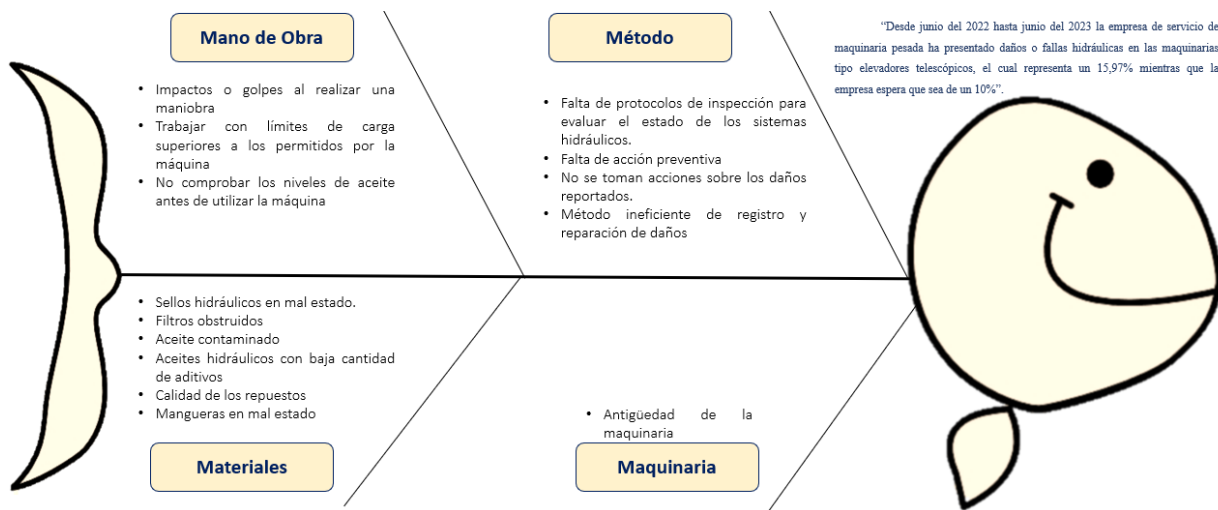 Mano de Obra
• Impactos o golpes al realizar una
maniobra
• Trabajar con límites de carga
superiores a los permitidos por la
máquina
• No comprobar los niveles de aceite
antes de utilizar la máquina
Método
• Falta de protocolos de inspección para
evaluar el estado de los sistemas
hidráulicos.
• Falta de acción preventiva
• No se toman acciones sobre los daños
reportados.
• Método ineficiente de registro y
reparación de daños
“Desde junio del 2022 hasta junio del 2023 la empresa de servicio de
maquinaria pesada ha presentado daños o fallas hidráulicas en las maquinarias
tipo elevadores telescópicos, el cual representa un 15,97% mientras que la
empresa espera que sea de un 10%”.
• Sellos hidráulicos en mal estado.
• Filtros obstruidos
• Aceite contaminado
• Aceites hidráulicos con baja cantidad
de aditivos
• Calidad de los repuestos
• Mangueras en mal estado
Materiales
• Antigüedad de la
maquinaria
Maquinaria